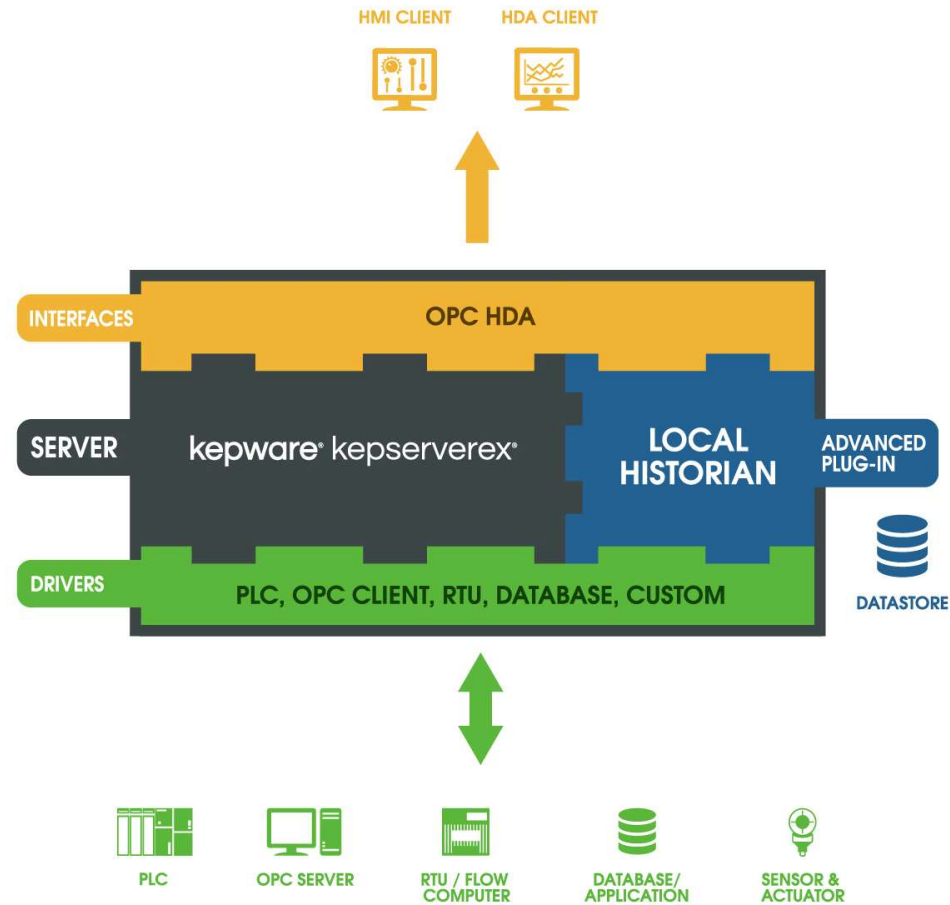 HMI CLIENT
HDA CLIENT
INTERFACES
OPC HDA
SERVER
kepware® kepserverex®
LOCAL
HISTORIAN
ADVANCED
PLUG-IN
DATASTORE
DRIVERS
PLC, OPC CLIENT, RTU, DATABASE, CUSTOM
PLC
OPC SERVER
RTU / FLOW
COMPUTER
DATABASE/
APPLICATION
SENSOR &
ACTUATOR